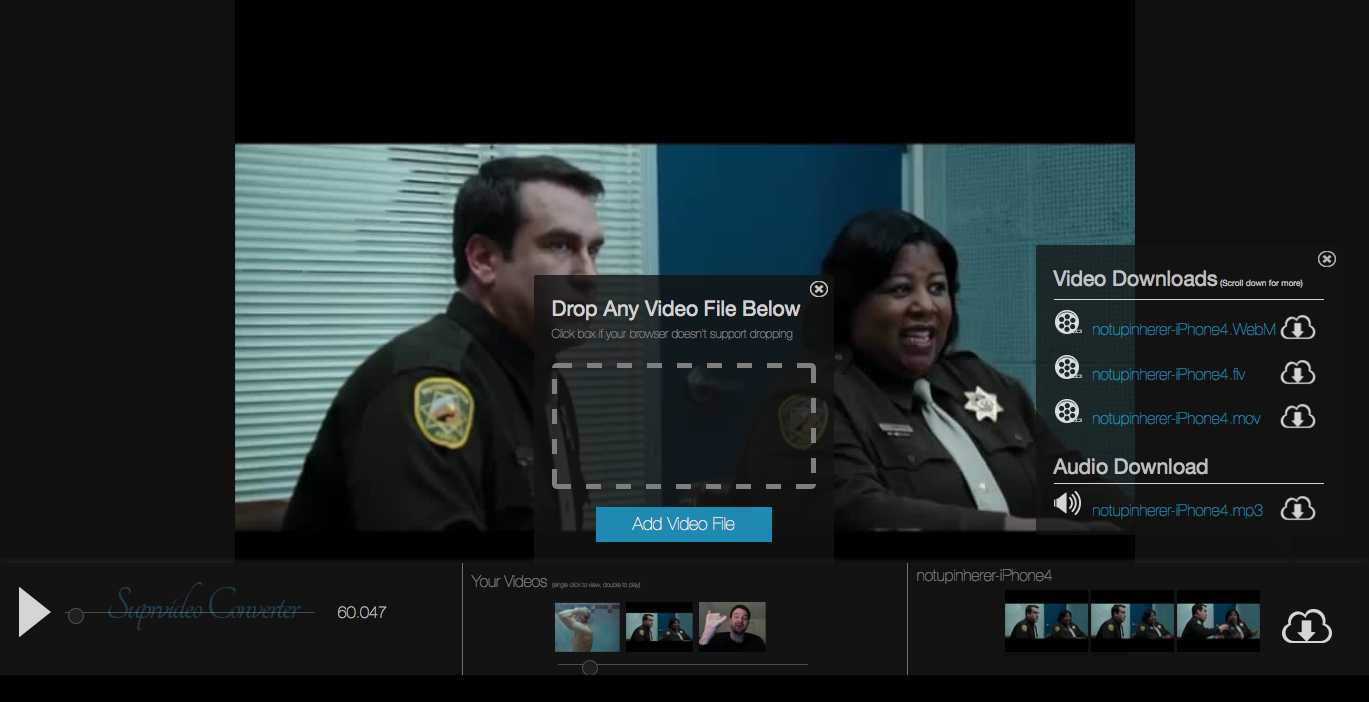 Drop Any Video File Below
Click box if your browser doesn't support dropping
Add Video File
Video Downloads (Scroll down for more)
notupinherer-iPhone4.WebM
notupinherer-iPhone4.flv
notupinherer-iPhone4.mov
Audio Download
notupinherer-iPhone4.mp3
Suprvideo Converter
60.047
Your Videos (single click to view, double to play)
notupinherer-iPhone4